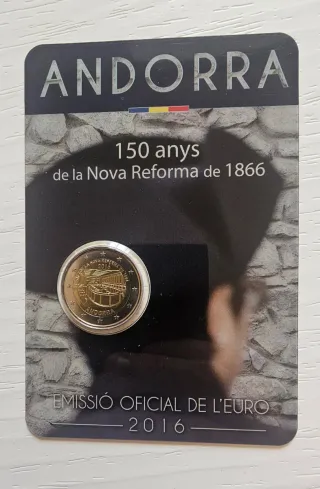 ANDORRA
150 anys
de la Nova Reforma de 1866
EMISSIÓ OFICIAL DE L'EURO
2016